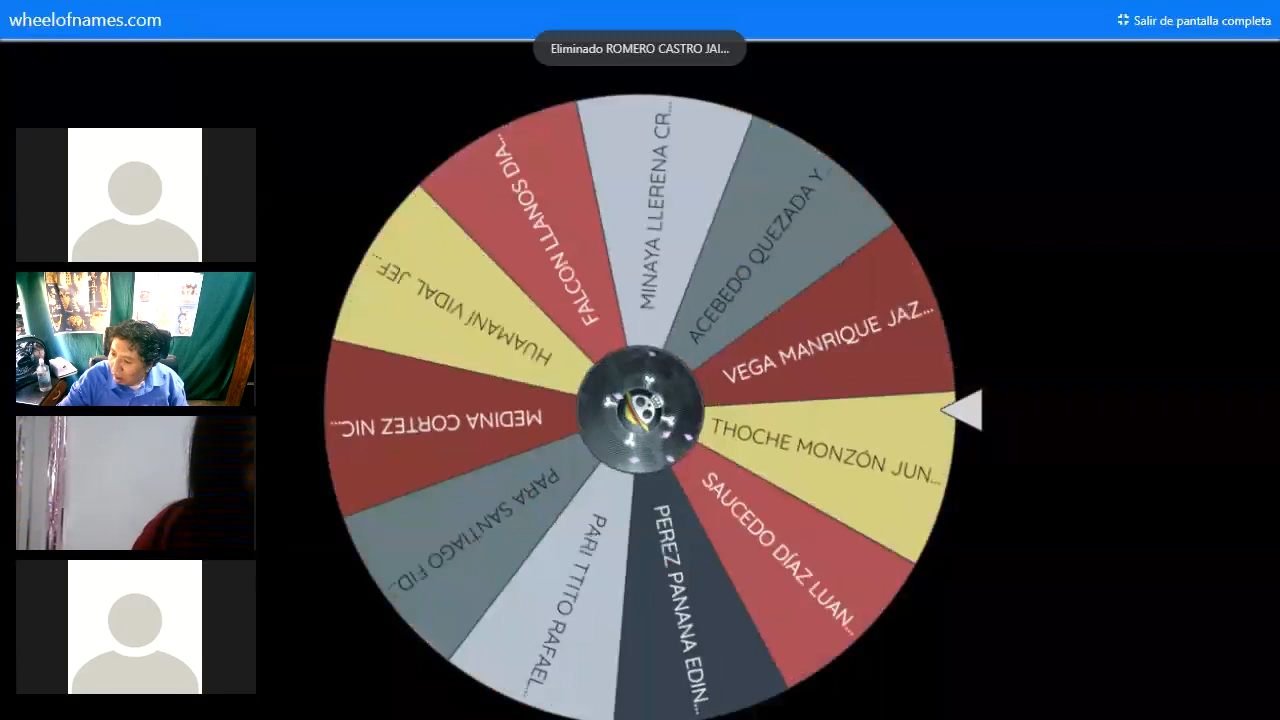 wheelofnames.com
Salir de pantalla completa
Eliminado ROMERO CASTRO JAI...
MINAYA LLERENA CR...
ACEBEDO QUEZADA Y...
VEGA MANRIQUE JAZ...
THOCHE MONZÓN JUN...
SAUCEDO DÍAZ LUAN...
PEREZ PANANA EDIN...
PARI TTITO RAFAEL...
PARA SANTIAGO FID...
MEDINA CORTEZ NIC...
HUAMANÍ VIDAL JEF...
FALCON LLANOS DIA...